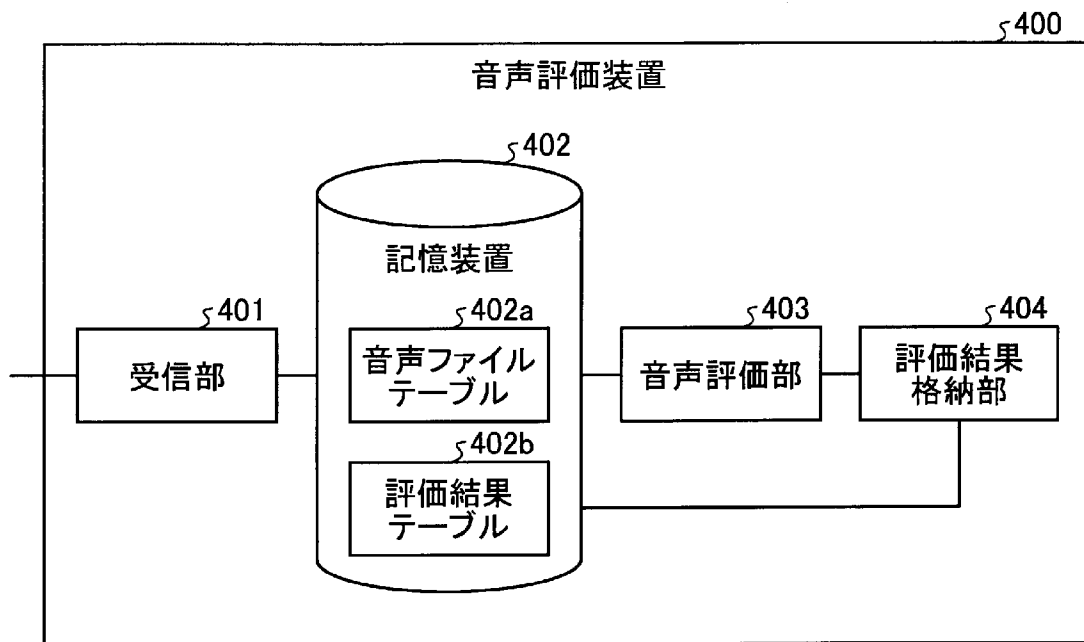 400
音声評価装置
402
記憶装置
401
受信部
402a
音声ファイル
テーブル
402b
評価結果
テーブル
403
音声評価部
404
評価結果
格納部